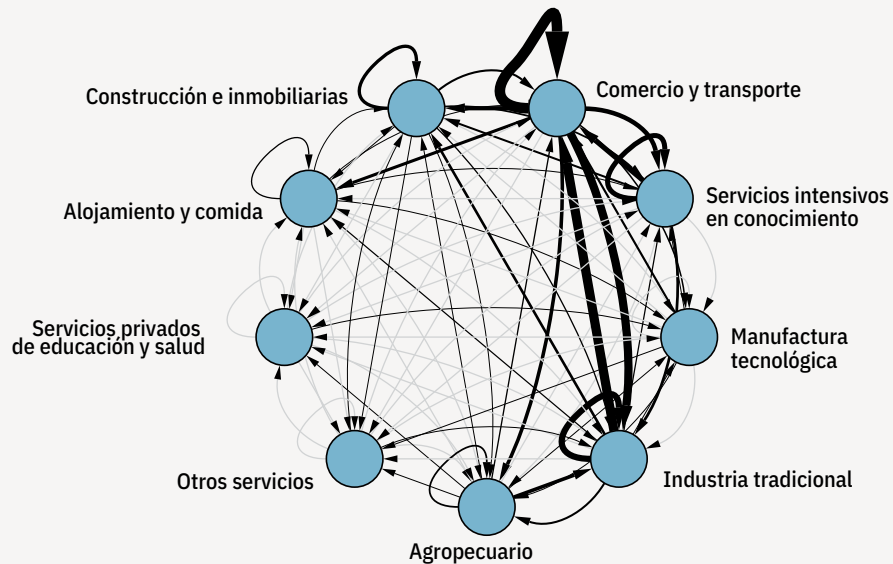 Comercio y transporte
Construcción e inmobiliarias
Servicios intensivos
en conocimiento
Alojamiento y comida
Servicios privados
de educación y salud
Manufactura
tecnológica
Otros servicios
Industria tradicional
Agropecuario